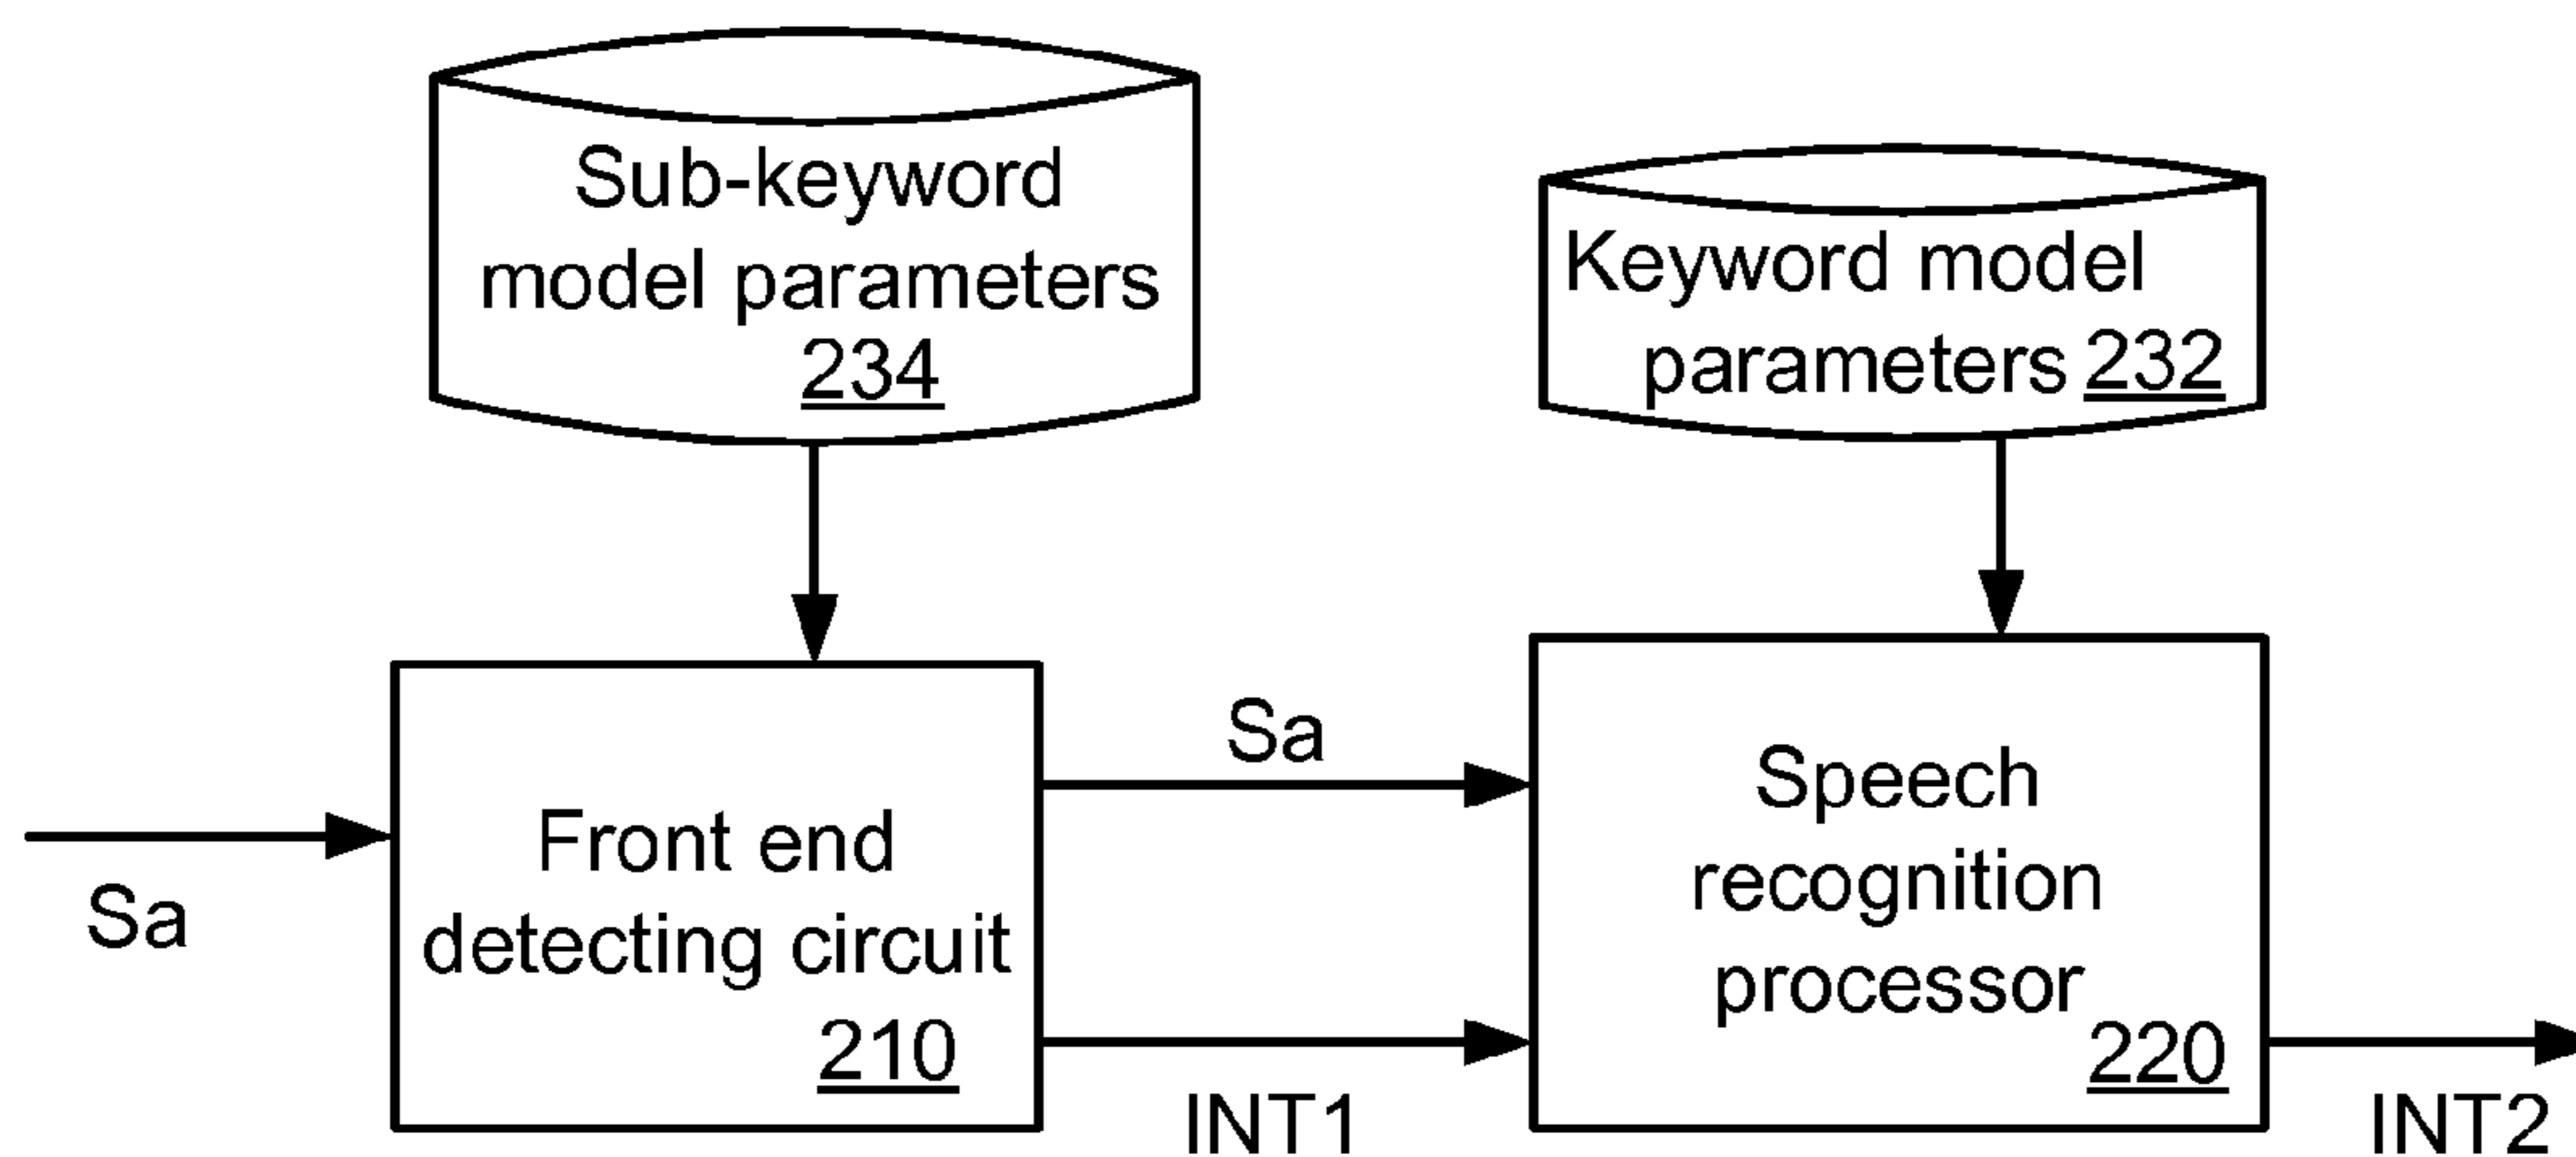 Sub-keyword
model parameters
234
Keyword model
parameters 232
Sa
Front end
detecting circuit
210
Sa
INT1
Speech
recognition
processor
220
INT2